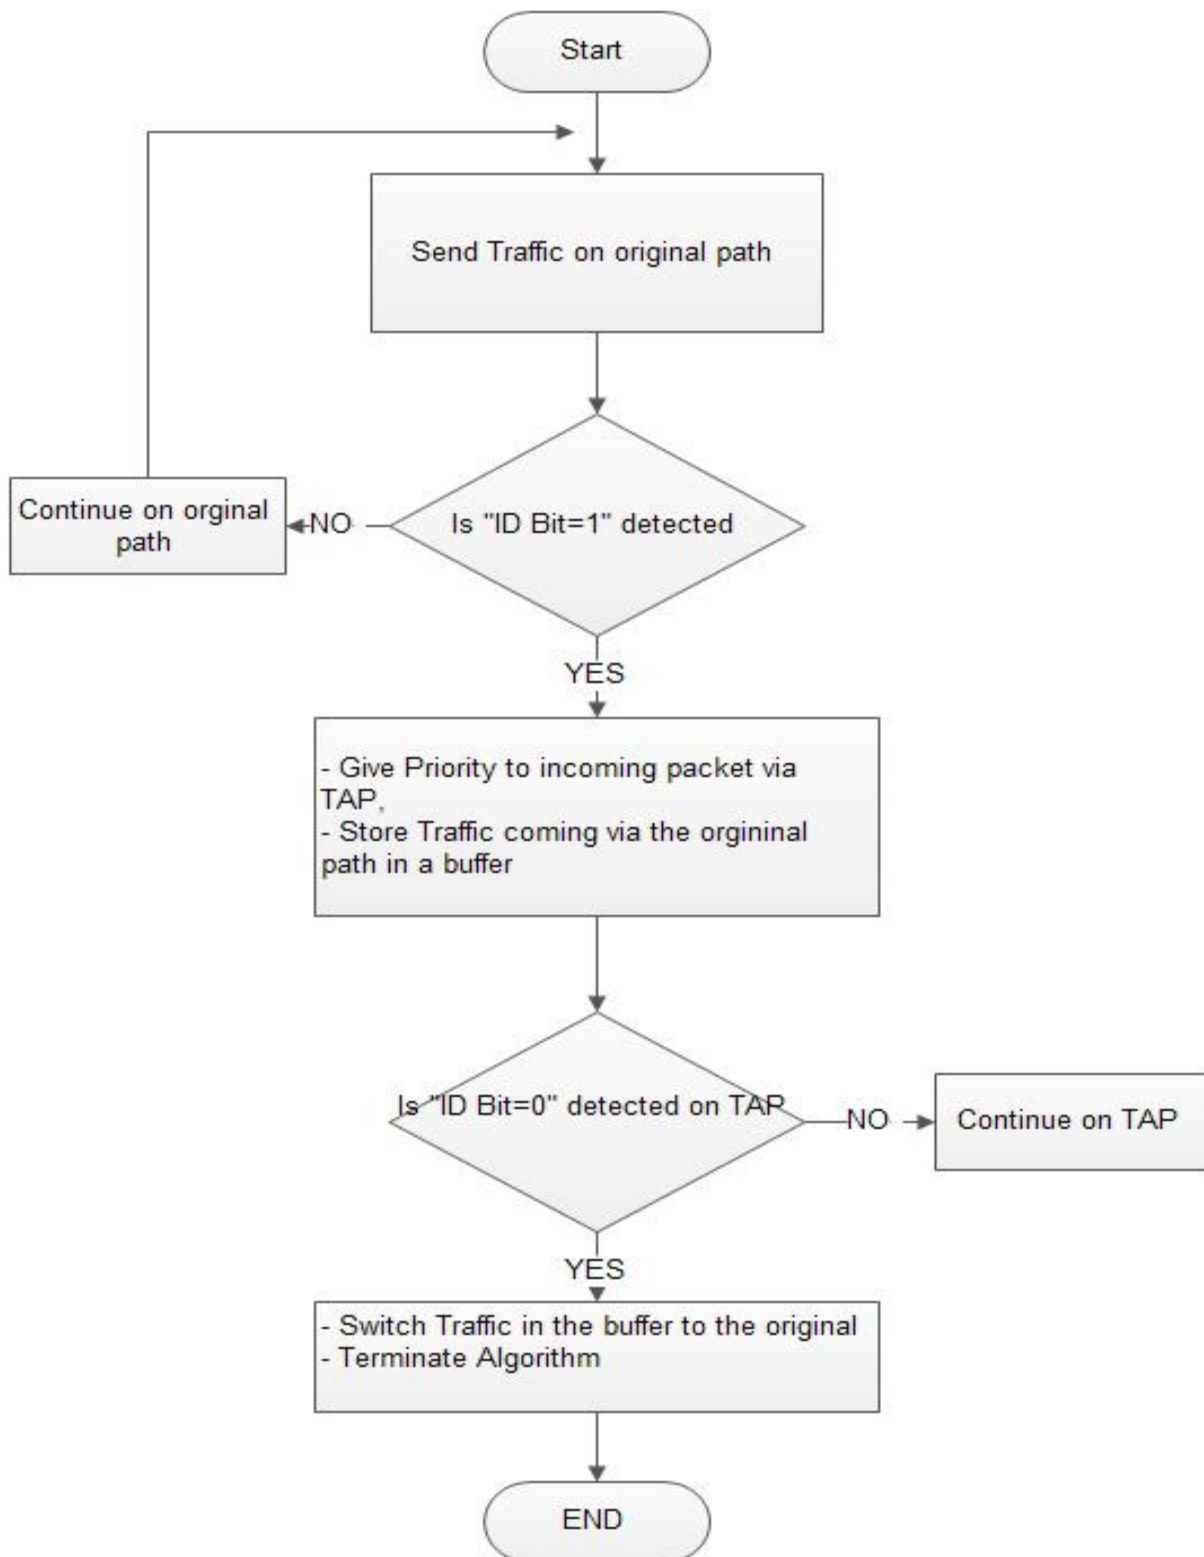 Start
Send Traffic on original path
Is "ID Bit=1" detected
NO
Continue on orginal
path
YES
- Give Priority to incoming packet via
TAP,
- Store Traffic coming via the orgininal
path in a buffer
Is "ID Bit=0" detected on TAP
NO
Continue on TAP
YES
- Switch Traffic in the buffer to the original
- Terminate Algorithm
END